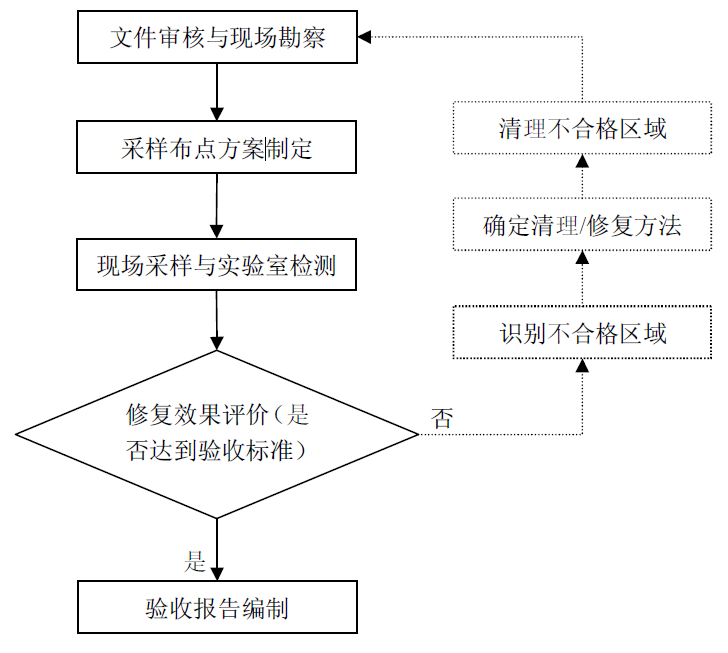 文件审核与现场勘察
采样布点方案制定
现场采样与实验室检测
修复效果评价（是
否达到验收标准）
是
验收报告编制
否
识别不合格区域
确定清理/修复方法
清理不合格区域